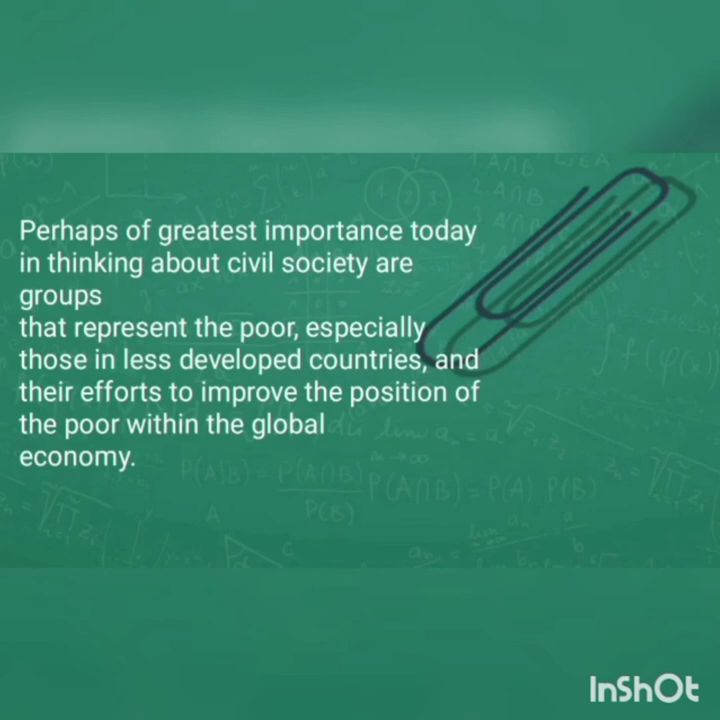 Perhaps of greatest importance today
in thinking about civil society are
groups
that represent the poor, especially
those in less developed countries, and
their efforts to improve the position of
the poor within the global
economy.
P(A|B) = P(A∩B)
P(B)
P(A∩B) = P(A) P(B)
InShOt